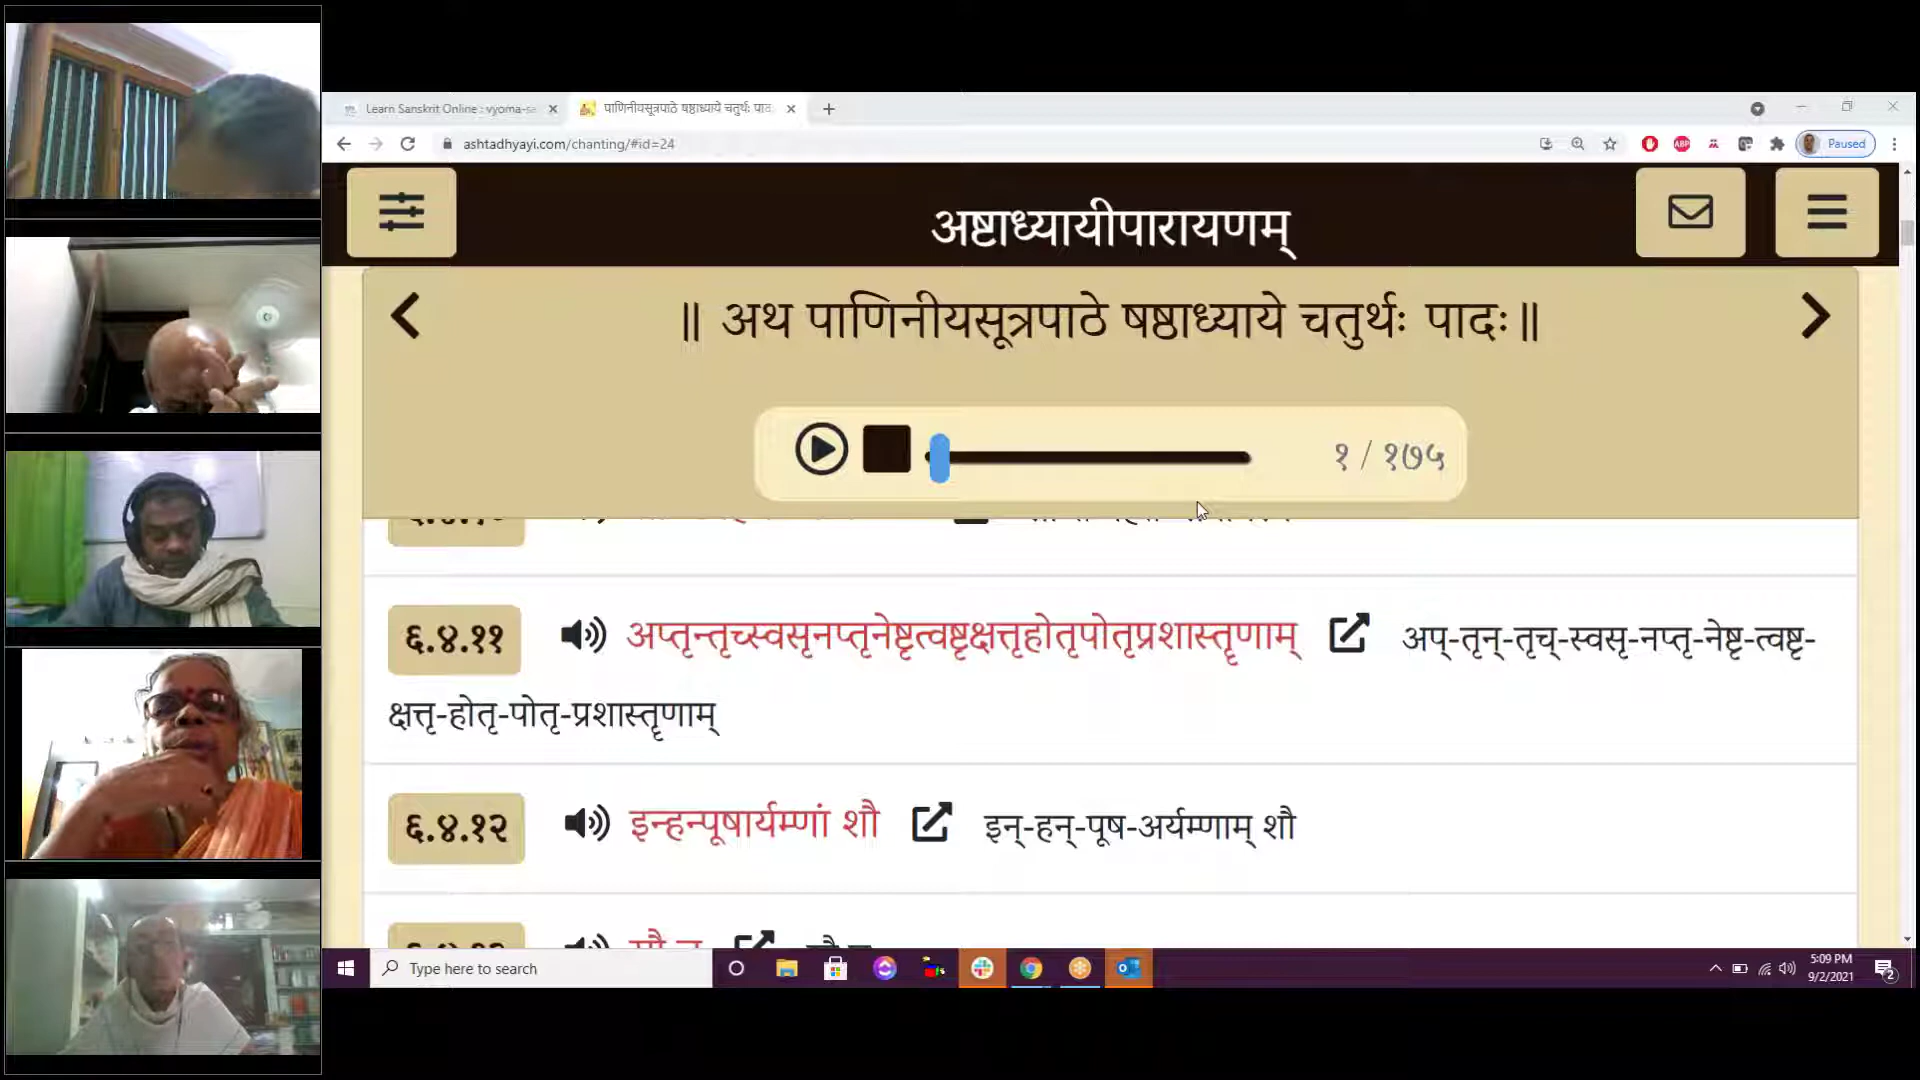 Learn Sanskrit Online : vyoma-sa
पाणिनीयसूत्रपाठे षष्ठाध्याये चतुर्थः पाद
ashtadhyayi.com/chanting/#id=24
ABP
Paused
अष्टाध्यायीपारायणम्
॥ अथ पाणिनीयसूत्रपाठे षष्ठाध्याये चतुर्थः पादः॥
१ / १७५
६.४.११ अप्तृन्तृच्स्वसृनप्तृनेष्टृत्वष्टृक्षत्तृहोतृपोतृप्रशास्तॄणाम् अप्-तृन्-तृच्-स्वसृ-नप्तृ-नेष्टृ-त्वष्टृ-
क्षत्तृ-होतृ-पोतृ-प्रशास्तॄणाम्
६.४.१२ इन्हन्पूषार्यम्णां शौ इन्-हन्-पूष-अर्यम्णाम् शौ
Type here to search
5:09 PM
9/2/2021
2